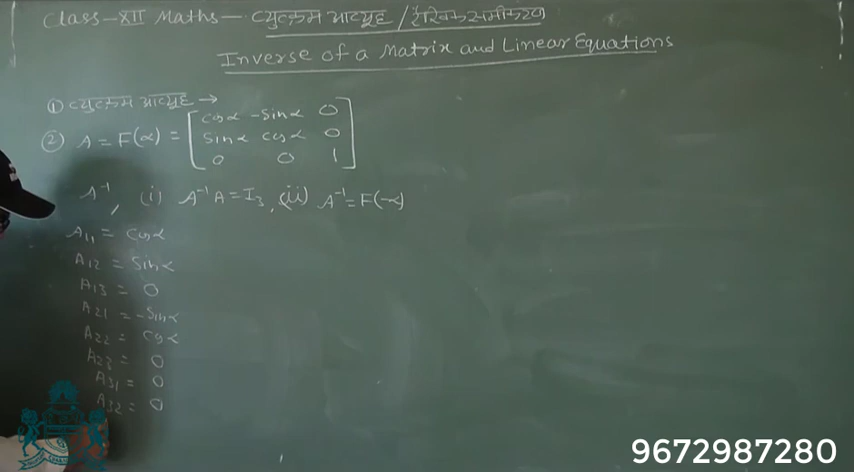 Class-XII Maths- व्युत्क्रम आव्यूह / रैखिक समीकरण
Inverse of a Matrix and Linear Equations
① व्युत्क्रम आव्यूह →
② A = F(α) = [cosα -sinα 0
sinα cosα 0
0 0 1]
A⁻¹, (i) A⁻¹A = I₃, (ii) A⁻¹ = F(-α)
A₁₁ = cosα
A₁₂ = sinα
A₁₃ = 0
A₂₁ = -sinα
A₂₂ = cosα
A₂₃ = 0
A₃₁ = 0
A₃₂ = 0
9672987280